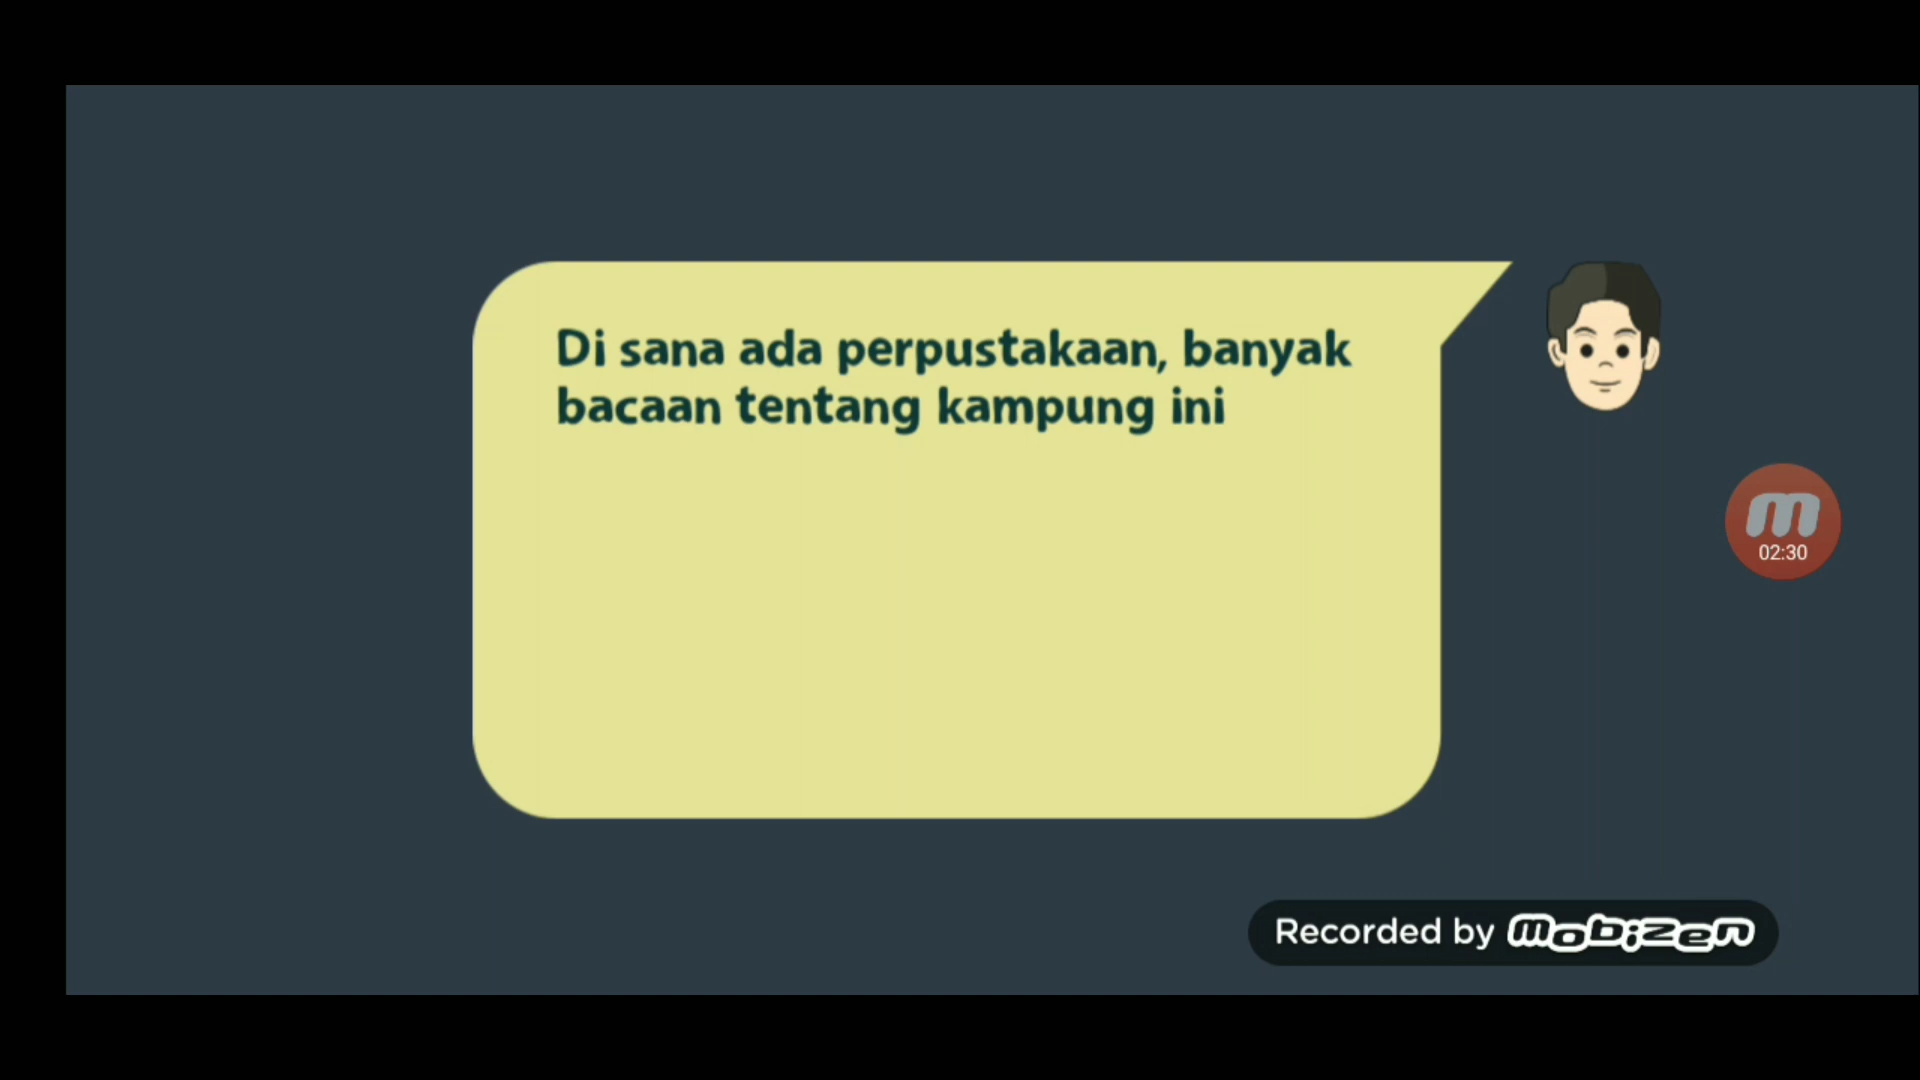 Di sana ada perpustakaan, banyak
bacaan tentang kampung ini
m
02:30
Recorded by mobizen